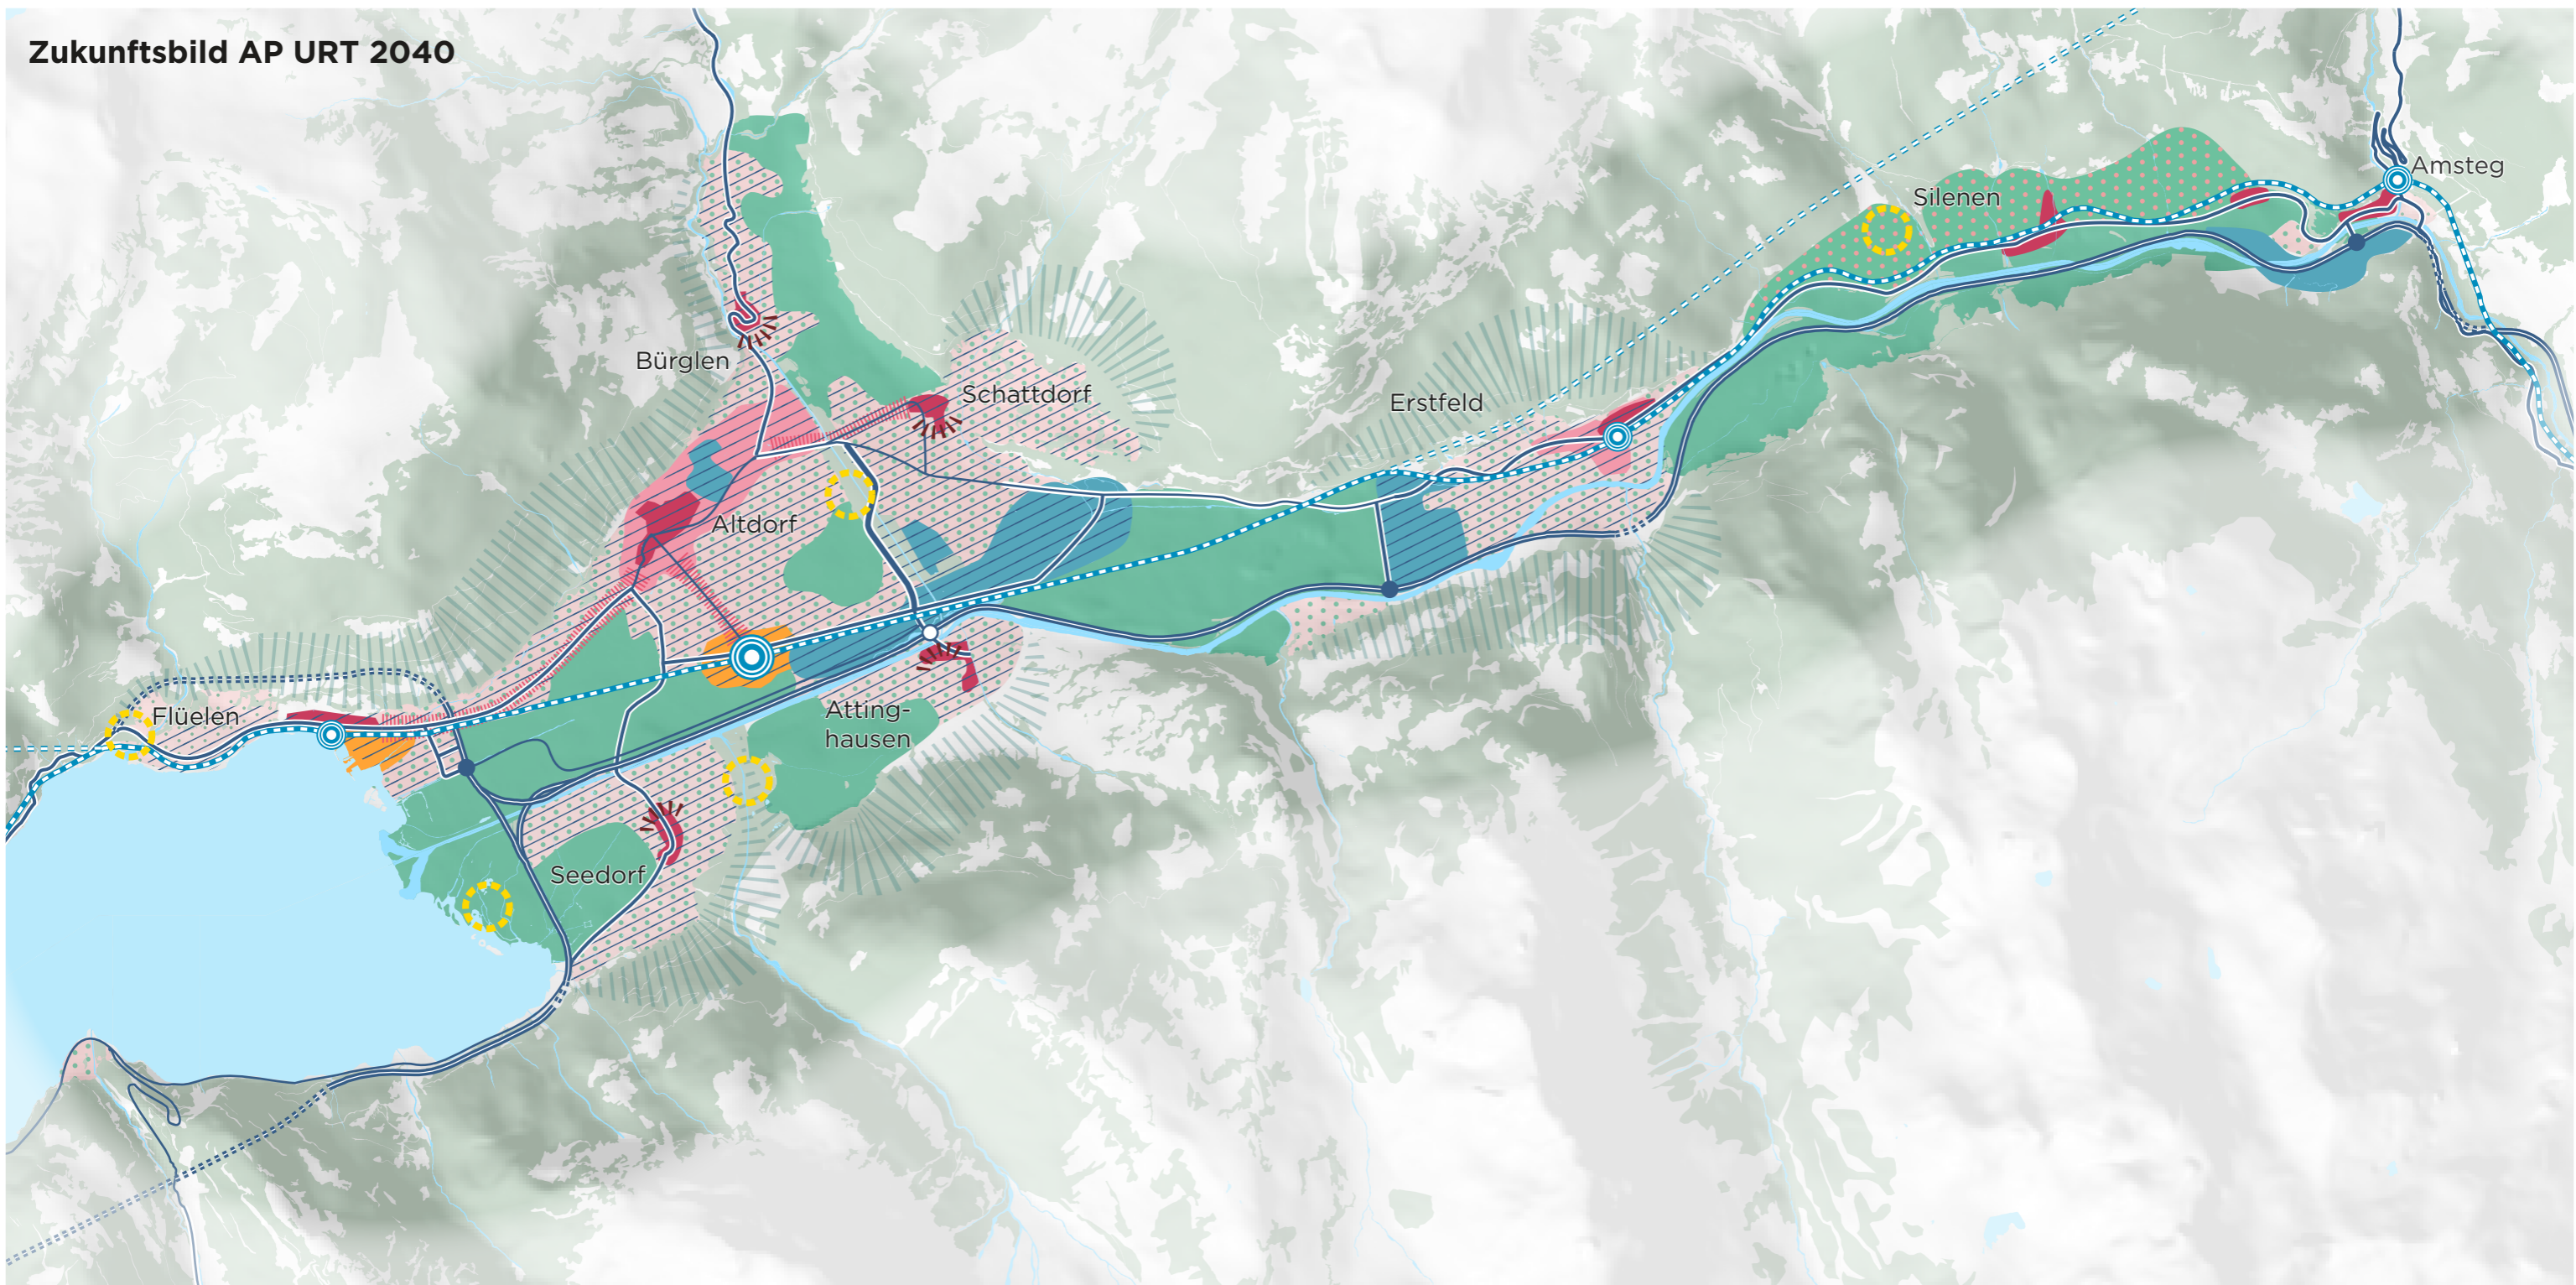 Zukunftsbild AP URT 2040
Amsteg
Silenen
Bürglen
Schattdorf
Erstfeld
Altdorf
Flüelen
Atting-
hausen
Seedorf